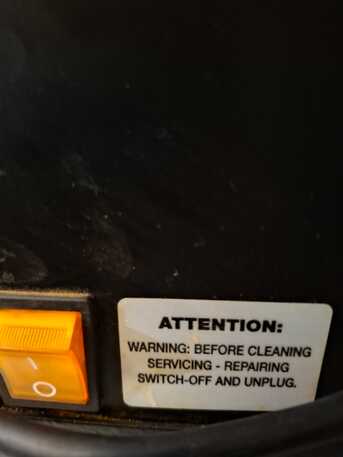 ATTENTION:
WARNING: BEFORE CLEANING
SERVICING - REPAIRING
SWITCH-OFF AND UNPLUG.
I
O